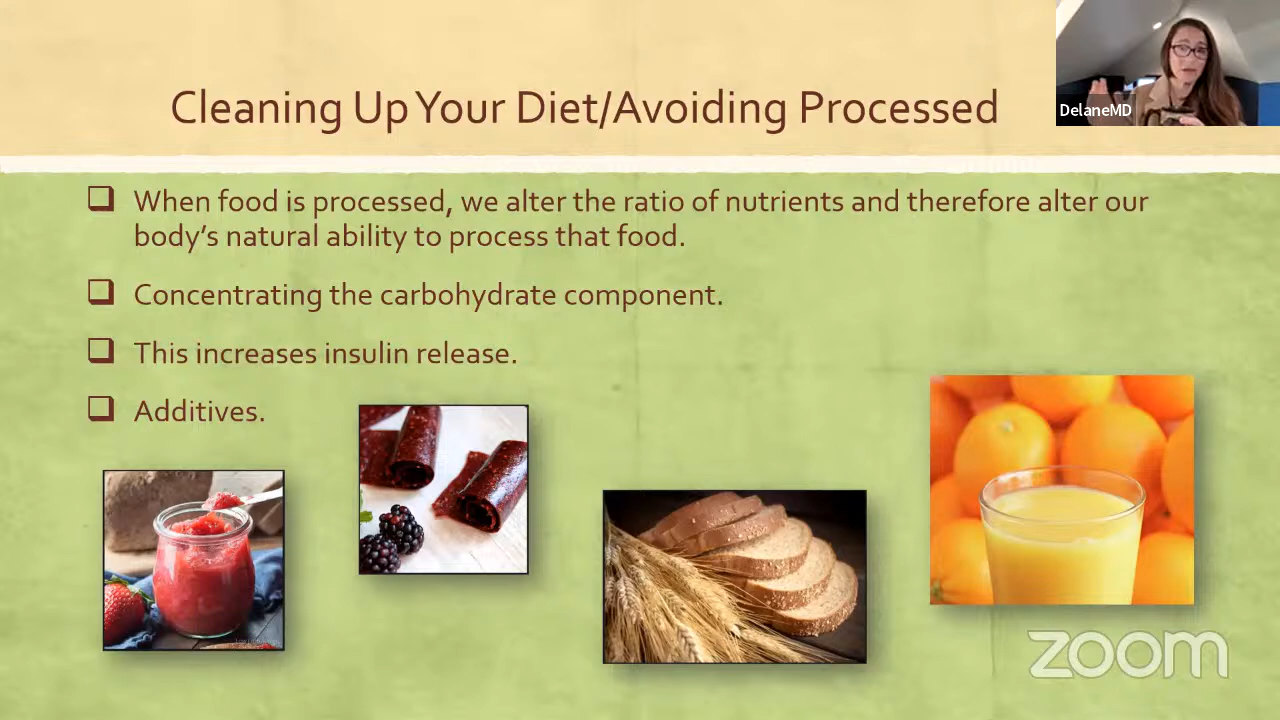 Cleaning Up Your Diet/Avoiding Processed
DelaneMD
When food is processed, we alter the ratio of nutrients and therefore alter our
body’s natural ability to process that food.
Concentrating the carbohydrate component.
This increases insulin release.
Additives.
zoom